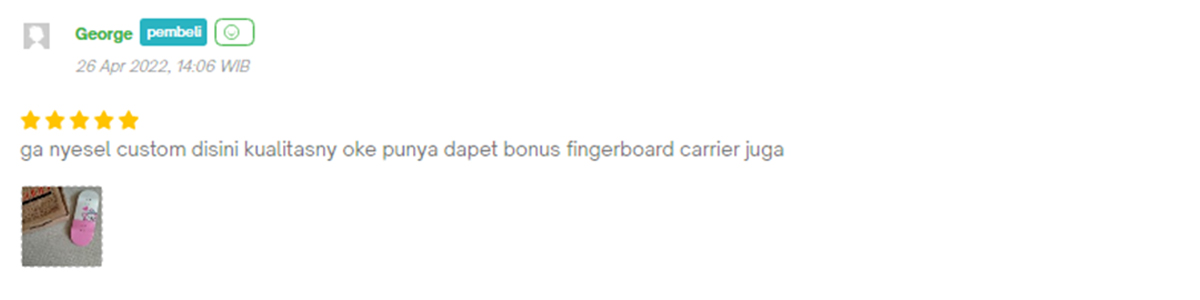 George pembeli
26 Apr 2022, 14:06 WIB
ga nyesel custom disini kualitasny oke punya dapet bonus fingerboard carrier juga